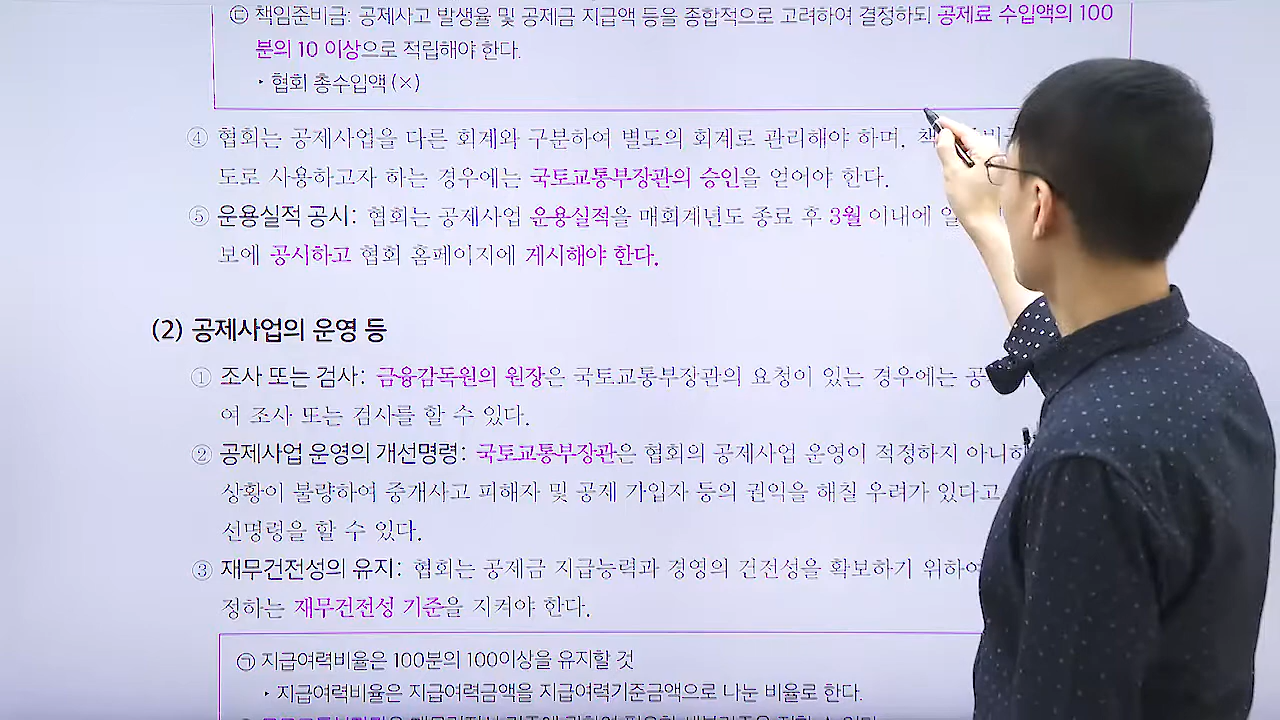 ㉢ 책임준비금: 공제사고 발생율 및 공제금 지급액 등을 종합적으로 고려하여 결정하되 공제료 수입액의 100
분의 10 이상으로 적립해야 한다.
‣ 협회 총수입액(×)
④ 협회는 공제사업을 다른 회계와 구분하여 별도의 회계로 관리해야 하며,
도로 사용하고자 하는 경우에는 국토교통부장관의 승인을 얻어야 한다.
⑤ 운용실적 공시: 협회는 공제사업 운용실적을 매회계년도 종료 후 3월 이내에
보에 공시하고 협회 홈페이지에 게시해야 한다.
(2) 공제사업의 운영 등
① 조사 또는 검사: 금융감독원의 원장은 국토교통부장관의 요청이 있는 경우에는
여 조사 또는 검사를 할 수 있다.
② 공제사업 운영의 개선명령: 국토교통부장관은 협회의 공제사업 운영이 적정하지
상황이 불량하여 중개사고 피해자 및 공제 가입자 등의 권익을 해칠 우려가 있다고
선명령을 할 수 있다.
③ 재무건전성의 유지: 협회는 공제금 지급능력과 경영의 건전성을 확보하기
정하는 재무건전성 기준을 지켜야 한다.
㉠ 지급여력비율은 100분의 100이상을 유지할 것
‣ 지급여력비율은 지급여력금액을 지급여력기준금액으로 나눈 비율로 한다.